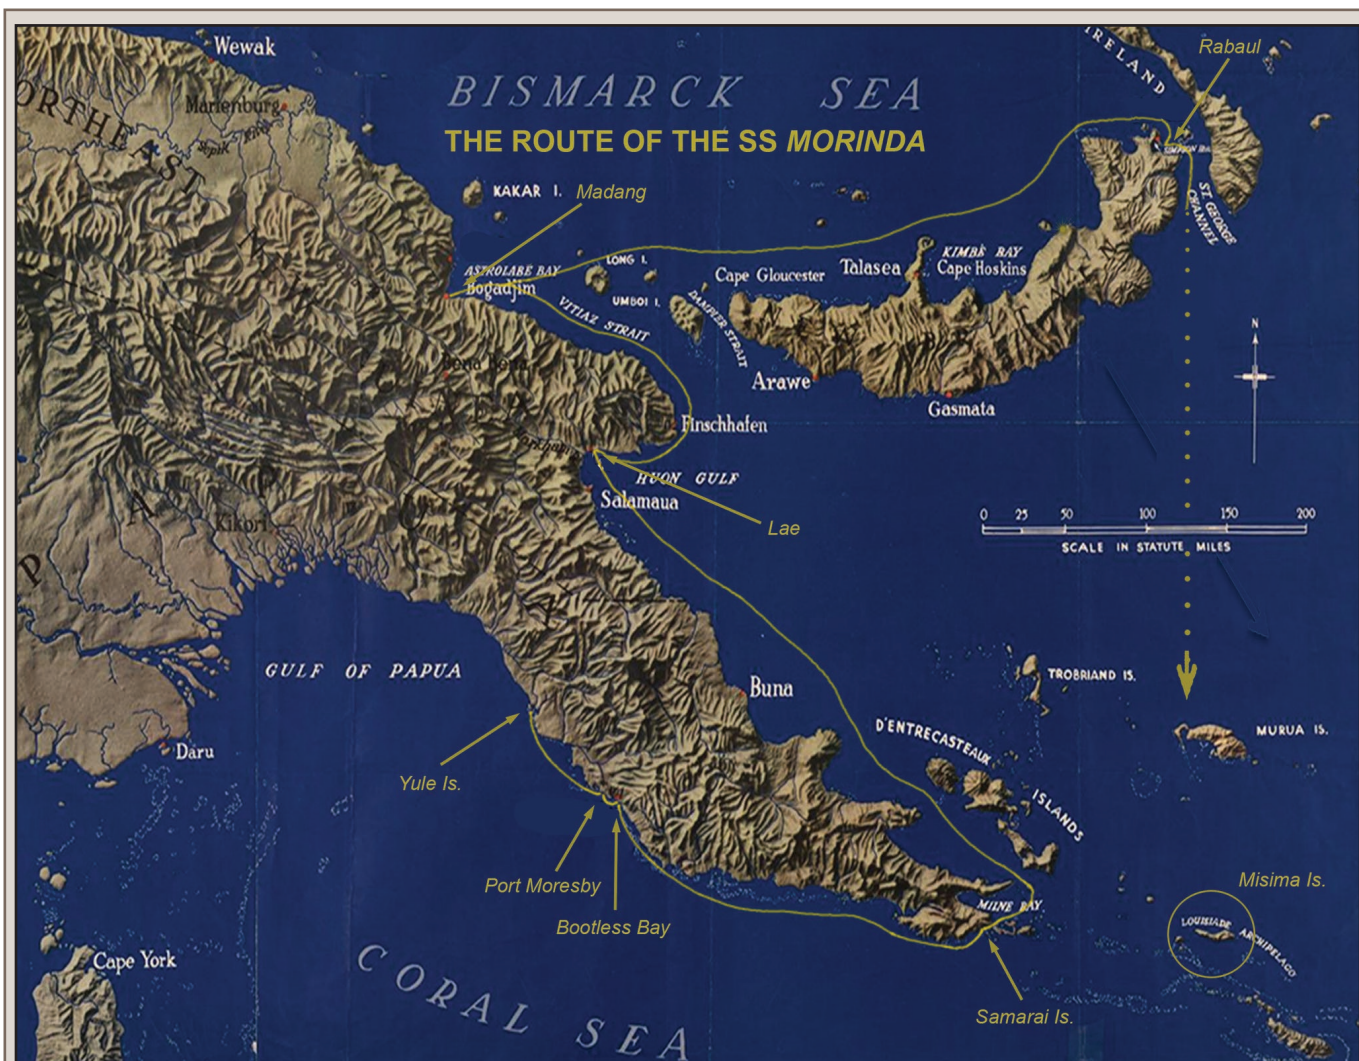 Wewak
IRELAND
Rabaul
Marienburg
BISMARCK SEA
THE ROUTE OF THE SS MORINDA
Sepik River
SIMPSON Hbr.
KAKAR I.
Madang
ST. GEORGE
CHANNEL
ASTROLABE BAY
Bogadjim
LONG I.
UMBOI I.
VITIAZ STRAIT
DAMPIER STRAIT
Cape Gloucester
Talasea
KIMBE BAY
Cape Hoskins
N
Arawe
Gasmata
Finschhafen
HUON GULF
Salamaua
Lae
Kikori
0 25 50 100 150 200
SCALE IN STATUTE MILES
GULF OF PAPUA
Buna
TROBRIAND IS.
D'ENTRECASTEAUX
ISLANDS
MURUA IS.
Daru
Yule Is.
Port Moresby
Bootless Bay
MILNE BAY
Misima Is.
LOUISIADE ARCHIPELAGO
Cape York
CORAL SEA
Samarai Is.